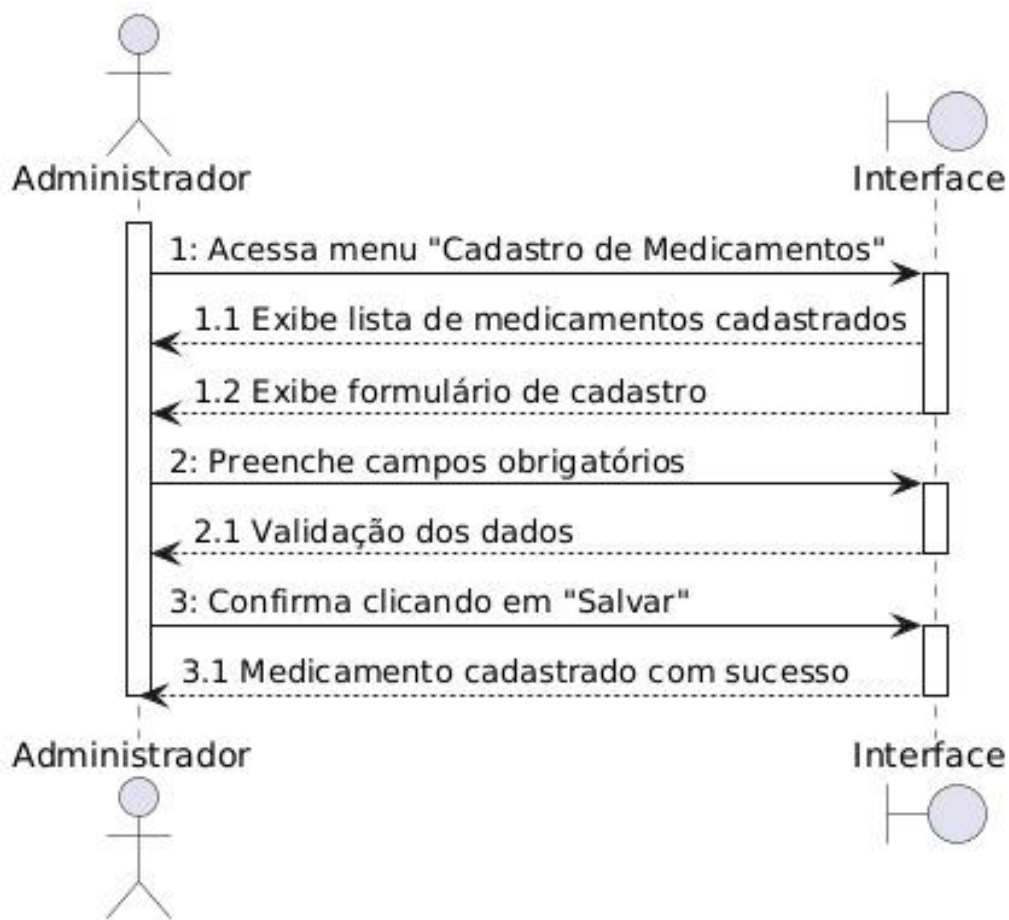 Administrador
Interface
1: Acessa menu "Cadastro de Medicamentos"
1.1 Exibe lista de medicamentos cadastrados
1.2 Exibe formulário de cadastro
2: Preenche campos obrigatórios
2.1 Validação dos dados
3: Confirma clicando em "Salvar"
3.1 Medicamento cadastrado com sucesso
Administrador
Interface